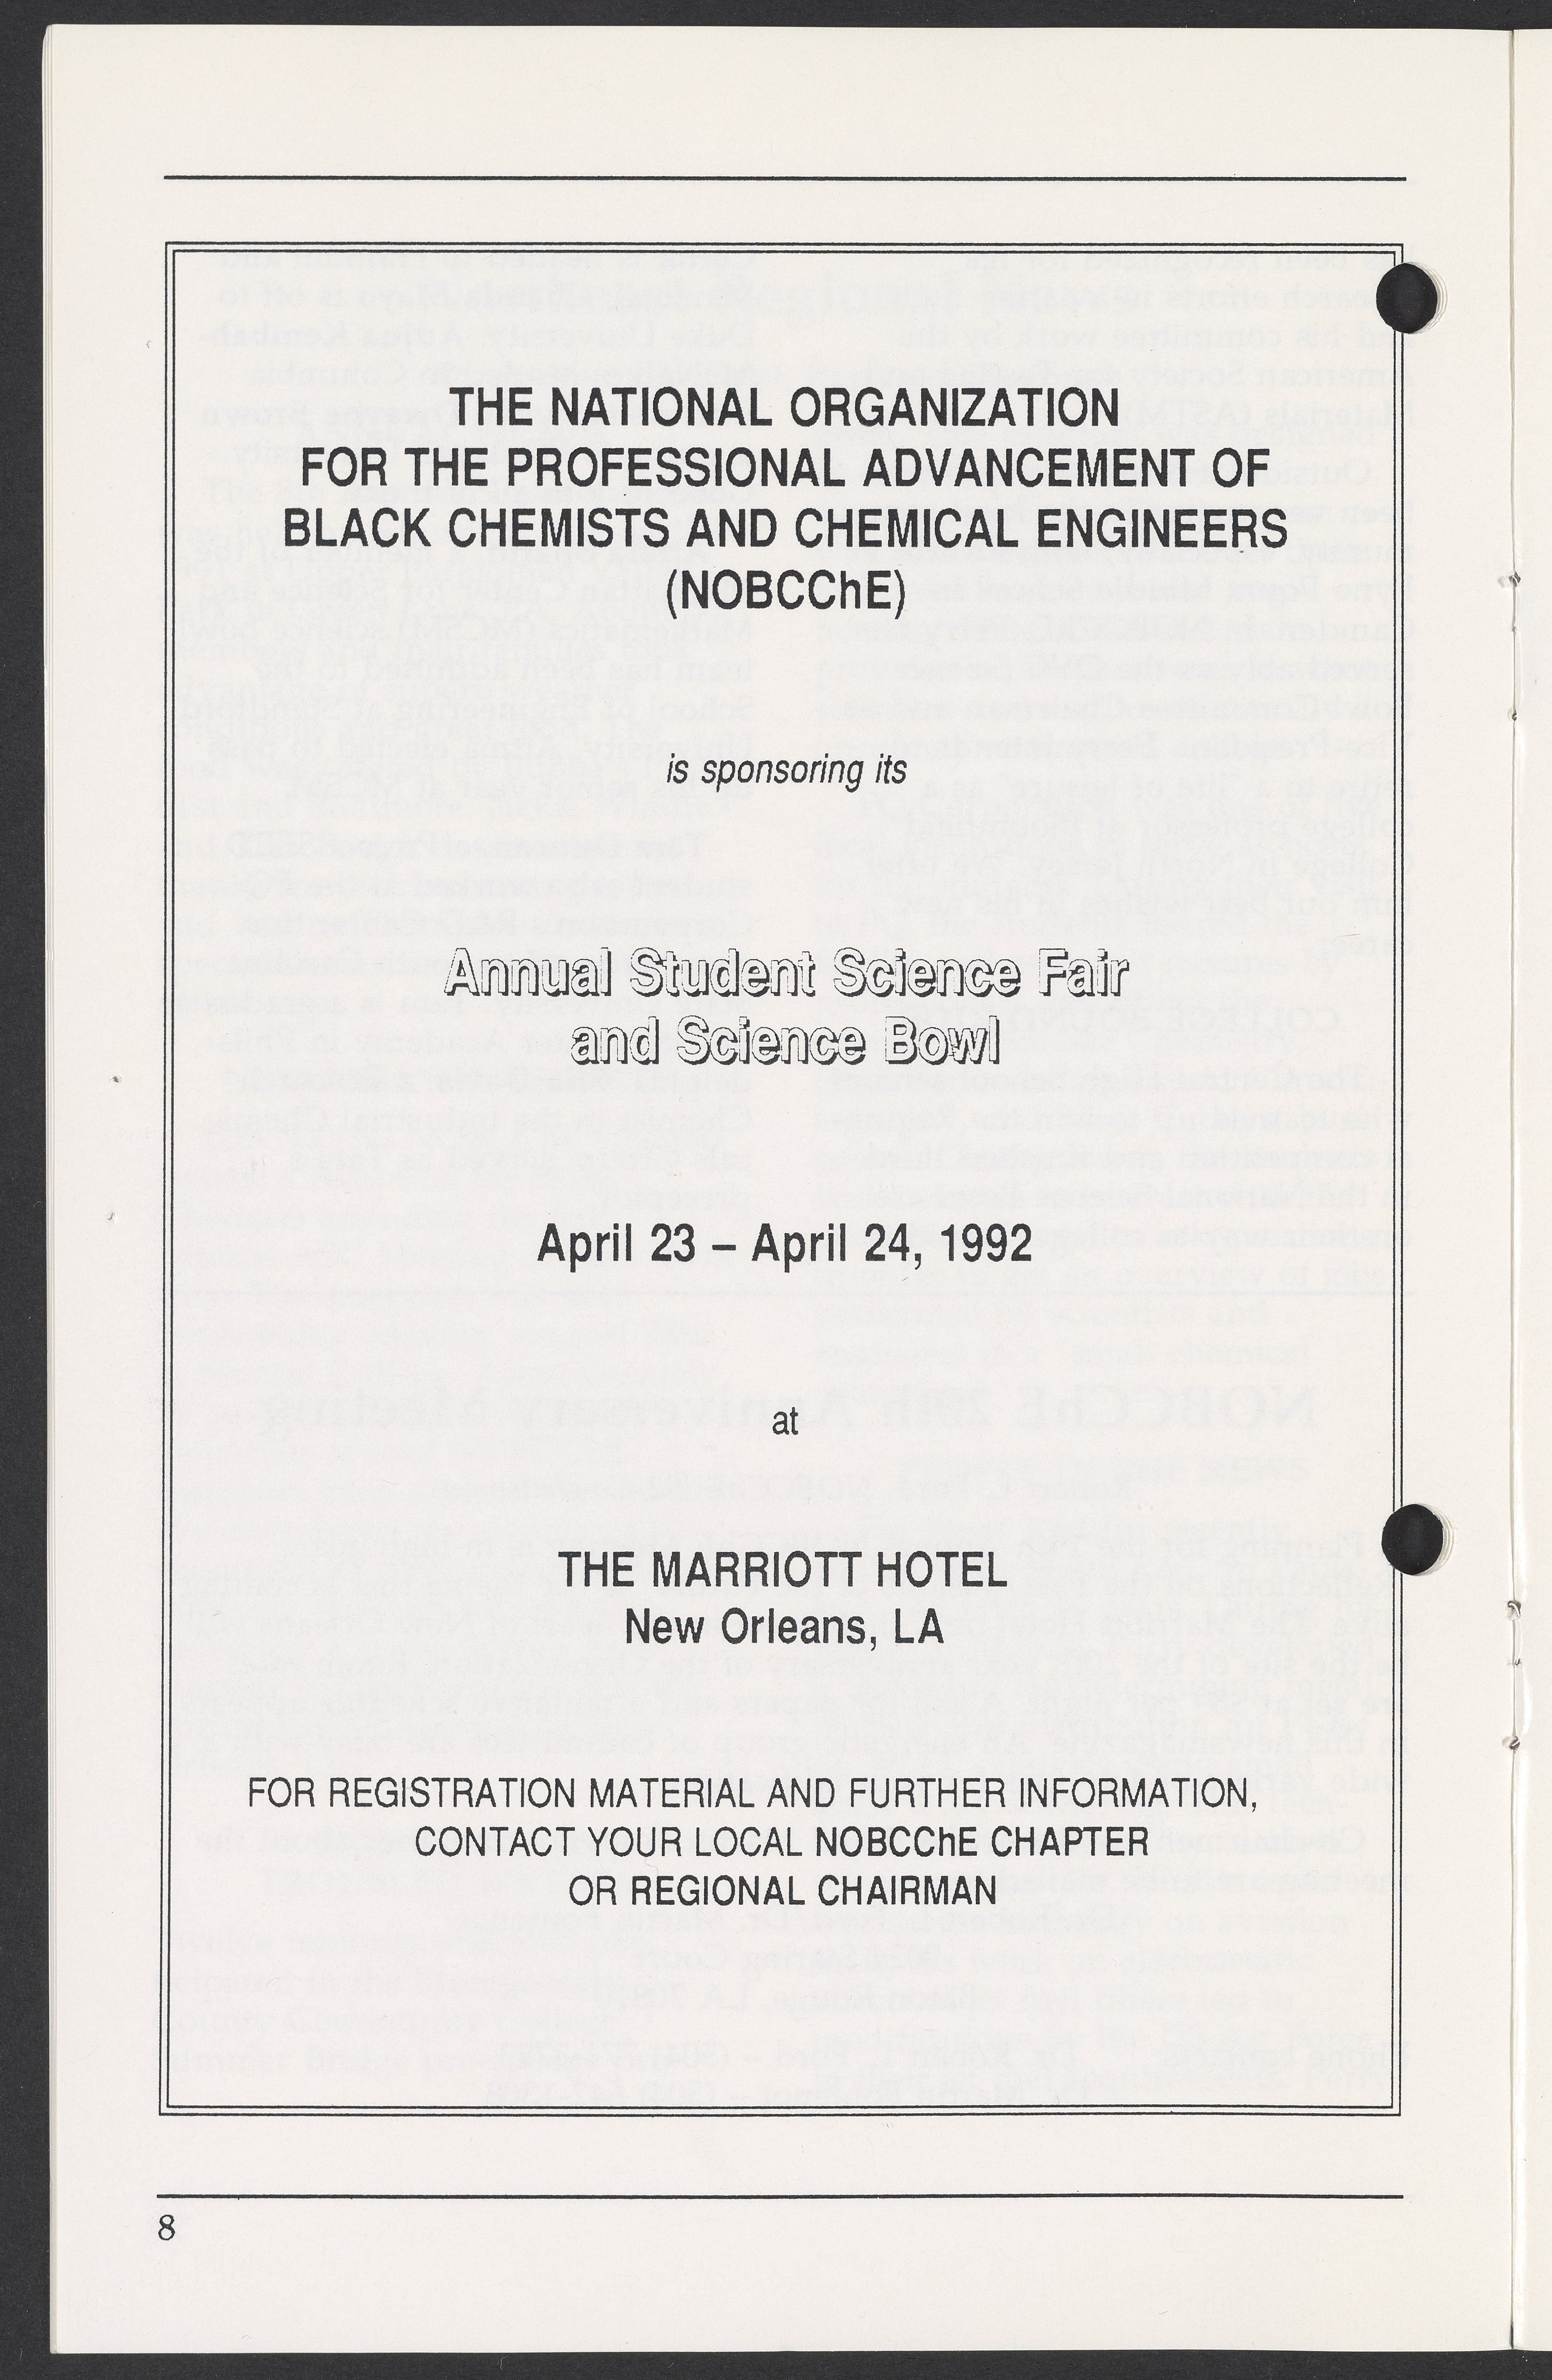 THE NATIONAL ORGANIZATION
FOR THE PROFESSIONAL ADVANCEMENT OF
BLACK CHEMISTS AND CHEMICAL ENGINEERS
(NOBCChE)
is sponsoring its
Annual Student Science Fair
and Science Bowl
April 23 – April 24, 1992
at
THE MARRIOTT HOTEL
New Orleans, LA
FOR REGISTRATION MATERIAL AND FURTHER INFORMATION,
CONTACT YOUR LOCAL NOBCChE CHAPTER
OR REGIONAL CHAIRMAN
8